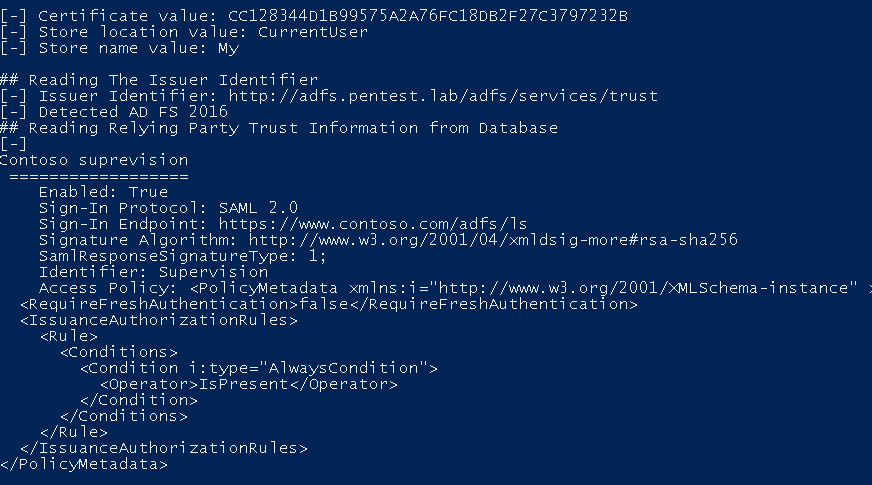 [-] Certificate value: CC128344D1B99575A2A76FC18DB2F27C3797232B
[-] Store location value: CurrentUser
[-] Store name value: My
## Reading The Issuer Identifier
[-] Issuer Identifier: http://adfs.pentest.lab/adfs/services/trust
[-] Detected AD FS 2016
## Reading Relying Party Trust Information from Database
[-]
Contoso suprevision
==================
Enabled: True
Sign-In Protocol: SAML 2.0
Sign-In Endpoint: https://www.contoso.com/adfs/ls
Signature Algorithm: http://www.w3.org/2001/04/xmldsig-more#rsa-sha256
SamlResponseSignatureType: 1;
Identifier: Supervision
Access Policy: <PolicyMetadata xmlns:i="http://www.w3.org/2001/XMLSchema-instance"
<RequireFreshAuthentication>false</RequireFreshAuthentication>
<IssuanceAuthorizationRules>
<Rule>
<Conditions>
<Condition i:type="AlwaysCondition">
<Operator>IsPresent</Operator>
</Condition>
</Conditions>
</Rule>
</IssuanceAuthorizationRules>
</PolicyMetadata>